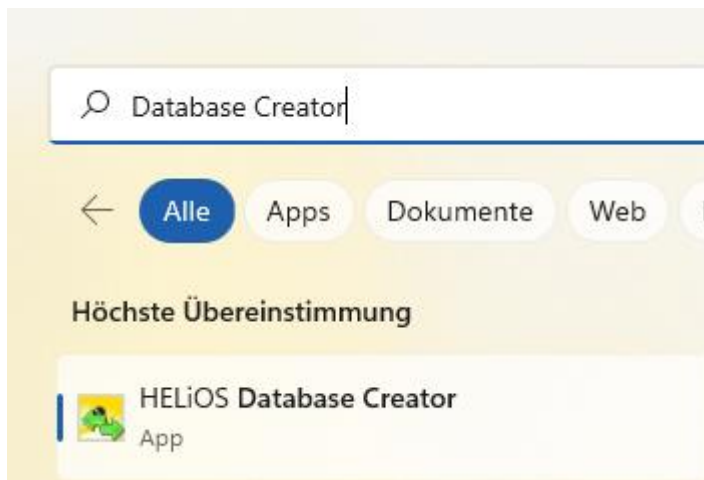 Database Creator
Alle Apps Dokumente Web
Höchste Übereinstimmung
HELiOS Database Creator
App